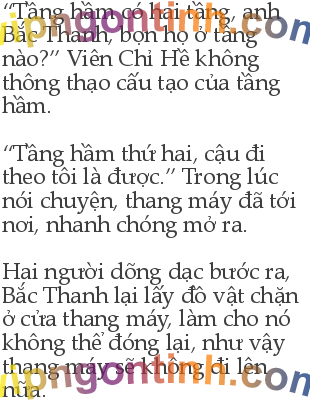 “Tầng hầm có hai tầng, anh
Bắc Thanh, bọn họ ở tầng
nào?” Viên Chỉ Hề không
thông thạo cấu tạo của tầng
hầm.
“Tầng hầm thứ hai, cậu đi
theo tôi là được.” Trong lúc
nói chuyện, thang máy đã tới
nơi, nhanh chóng mở ra.
Hai người dõng dạc bước ra,
Bắc Thanh lại lấy đồ vật chặn
ở cửa thang máy, làm cho nó
không thể đóng lại, như vậy
thang máy sẽ không đi lên
nữa.
vipngontinh.com
vipngontinh.com